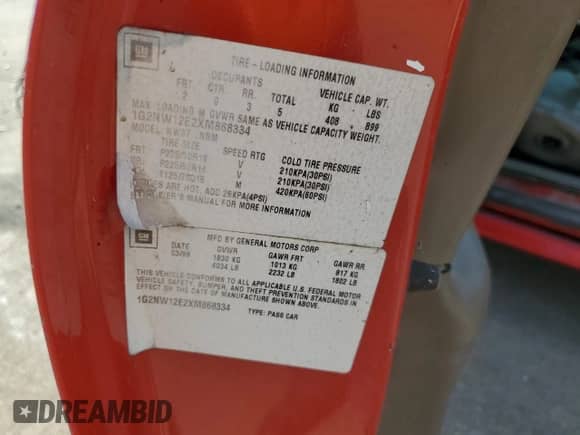 GM
TIRE - LOADING INFORMATION
OCCUPANTS VEHICLE CAP. WT.
FRT CTR. RR. TOTAL KG LBS
2 0 3 5 408 899
MAX. LOADING @ GVWR SAME AS VEHICLE CAPACITY WEIGHT.
1G2NW12E2XM868334
MODEL: NW37
TIRE SIZE SPEED RTG COLD TIRE PRESSURE
FRT V 210KPA(30PSI)
V 210KPA(30PSI)
M 420KPA(60PSI)
ARE HOT, ADD 28KPA(4PSI)
MANUAL FOR MORE INFORMATION
GM
MFD BY GENERAL MOTORS CORP
DATE GVWR GAWR FRT GAWR RR
03/99 1830 KG 1013 KG 817 KG
4034 LB 2232 LB 1802 LB
THIS VEHICLE CONFORMS TO ALL APPLICABLE U.S. FEDERAL MOTOR
VEHICLE SAFETY, BUMPER, AND THEFT PREVENTION STANDARDS IN
EFFECT ON THE DATE OF MANUFACTURE SHOWN ABOVE.
1G2NW12E2XM868334 TYPE: PASS CAR
DREAMBID